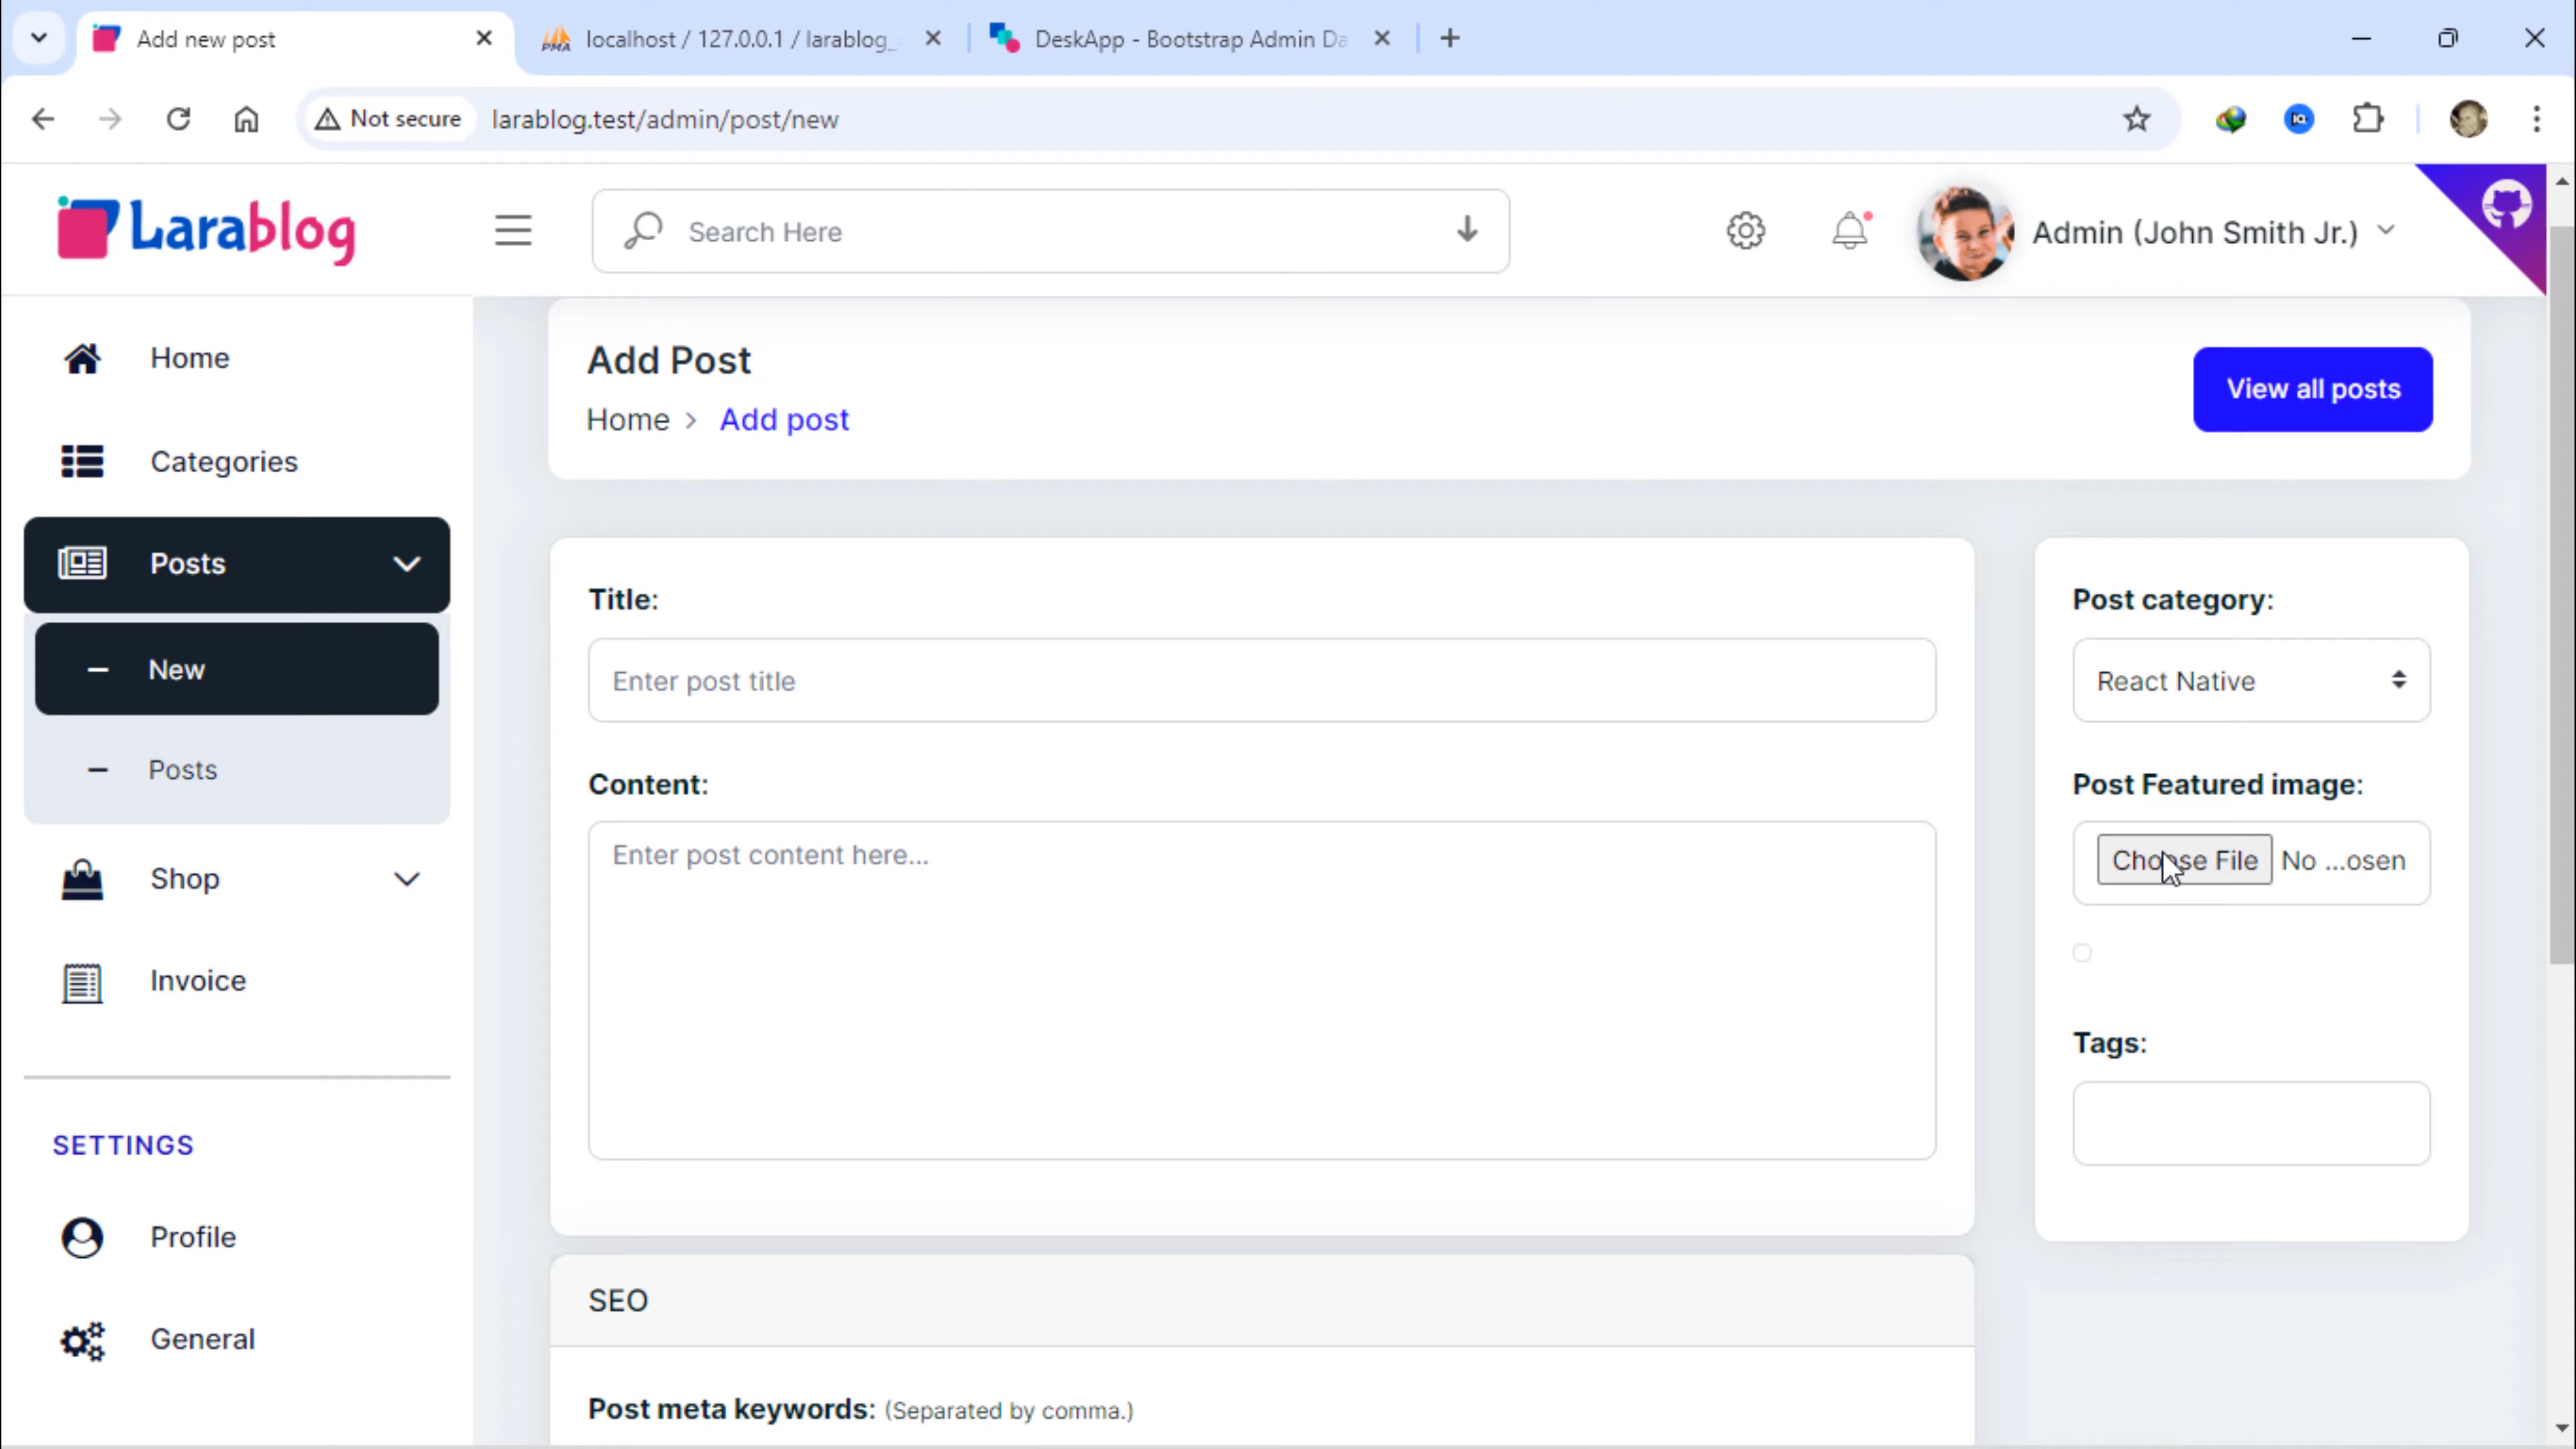 Add new post
localhost / 127.0.0.1 / larablog_
DeskApp - Bootstrap Admin Da
Not secure
larablog.test/admin/post/new
Larablog
Search Here
Admin (John Smith Jr.)
Home
Categories
Posts
New
Posts
Shop
Invoice
SETTINGS
Profile
General
Add Post
Home > Add post
View all posts
Title:
Enter post title
Content:
Enter post content here...
Post category:
React Native
Post Featured image:
Choose File No ...osen
Tags:
SEO
Post meta keywords: (Separated by comma.)